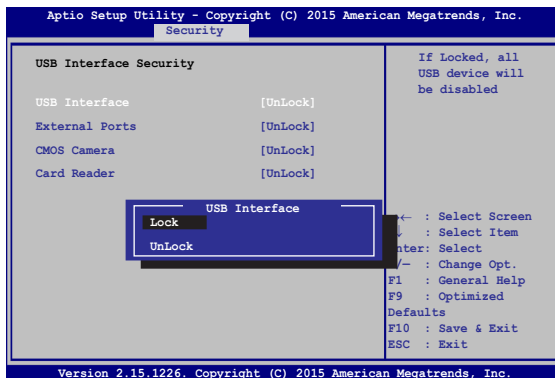 Aptio Setup Utility - Copyright (C) 2015 American Megatrends, Inc.
Security
USB Interface Security
USB Interface [UnLock]
External Ports [UnLock]
CMOS Camera [UnLock]
Card Reader [UnLock]
If Locked, all
USB device will
be disabled
USB Interface
Lock
UnLock
← : Select Screen
↓ : Select Item
nter: Select
/— : Change Opt.
F1 : General Help
F9 : Optimized
Defaults
F10 : Save & Exit
ESC : Exit
Version 2.15.1226. Copyright (C) 2015 American Megatrends, Inc.